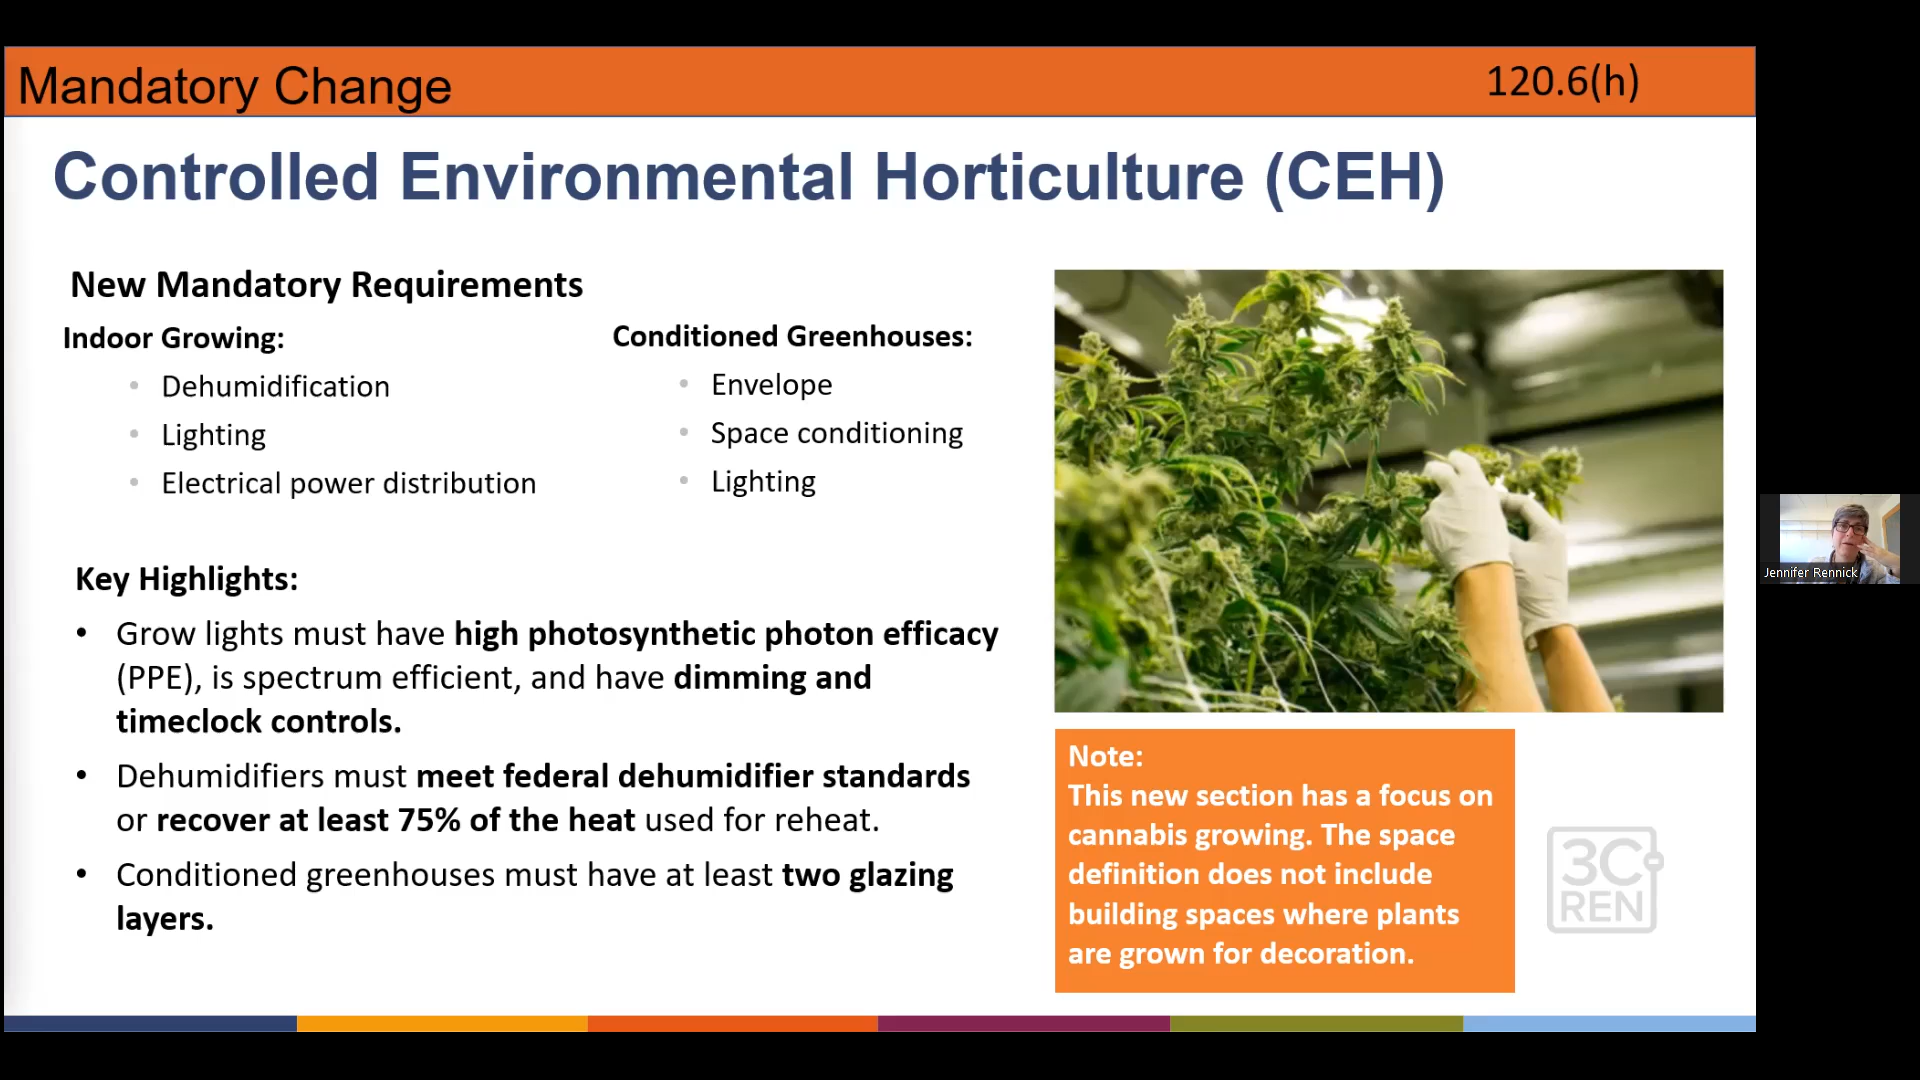 Mandatory Change
120.6(h)
Controlled Environmental Horticulture (CEH)
New Mandatory Requirements
Indoor Growing:
• Dehumidification
• Lighting
• Electrical power distribution
Conditioned Greenhouses:
• Envelope
• Space conditioning
• Lighting
Key Highlights:
• Grow lights must have high photosynthetic photon efficacy
(PPE), is spectrum efficient, and have dimming and
timeclock controls.
• Dehumidifiers must meet federal dehumidifier standards
or recover at least 75% of the heat used for reheat.
• Conditioned greenhouses must have at least two glazing
layers.
Note:
This new section has a focus on
cannabis growing. The space
definition does not include
building spaces where plants
are grown for decoration.
3C-
REN
Jennifer Rennick